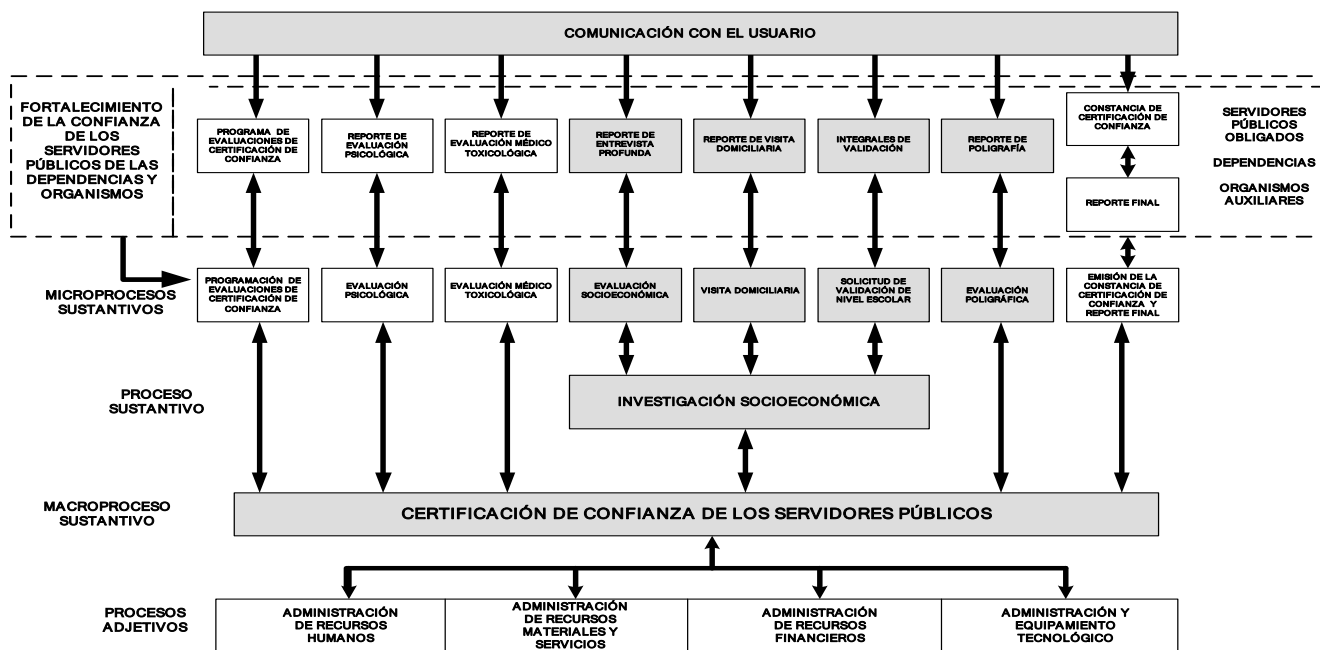 COMUNICACIÓN CON EL USUARIO
FORTALECIMIENTO
DE LA CONFIANZA
DE LOS
SERVIDORES
PÚBLICOS DE LAS
DEPENDENCIAS Y
ORGANISMOS
PROGRAMA DE
EVALUACIONES DE
CERTIFICACIÓN DE
CONFIANZA
REPORTE DE
EVALUACIÓN
PSICOLÓGICA
REPORTE DE
EVALUACIÓN MÉDICO
TOXICOLÓGICA
REPORTE DE
ENTREVISTA
PROFUNDA
REPORTE DE VISITA
DOMICILIARIA
INTEGRALES DE
VALIDACIÓN
REPORTE DE
POLIGRAFÍA
CONSTANCIA DE
CERTIFICACIÓN DE
CONFIANZA
REPORTE FINAL
SERVIDORES
PÚBLICOS
OBLIGADOS
DEPENDENCIAS
ORGANISMOS
AUXILIARES
MICROPROCESOS
SUSTANTIVOS
PROGRAMACIÓN DE
EVALUACIONES DE
CERTIFICACIÓN DE
CONFIANZA
EVALUACIÓN
PSICOLÓGICA
EVALUACIÓN MÉDICO
TOXICOLÓGICA
EVALUACIÓN
SOCIOECONÓMICA
VISITA DOMICILIARIA
SOLICITUD DE
VALIDACIÓN DE
NIVEL ESCOLAR
EVALUACIÓN
POLIGRÁFICA
EMISIÓN DE LA
CONSTANCIA DE
CERTIFICACIÓN DE
CONFIANZA Y
REPORTE FINAL
PROCESO
SUSTANTIVO
INVESTIGACIÓN SOCIOECONÓMICA
MACROPROCESO
SUSTANTIVO
CERTIFICACIÓN DE CONFIANZA DE LOS SERVIDORES PÚBLICOS
PROCESOS
ADJETIVOS
ADMINISTRACIÓN
DE RECURSOS
HUMANOS
ADMINISTRACIÓN
DE RECURSOS
MATERIALES Y
SERVICIOS
ADMINISTRACIÓN
DE RECURSOS
FINANCIEROS
ADMINISTRACIÓN Y
EQUIPAMIENTO
TECNOLÓGICO